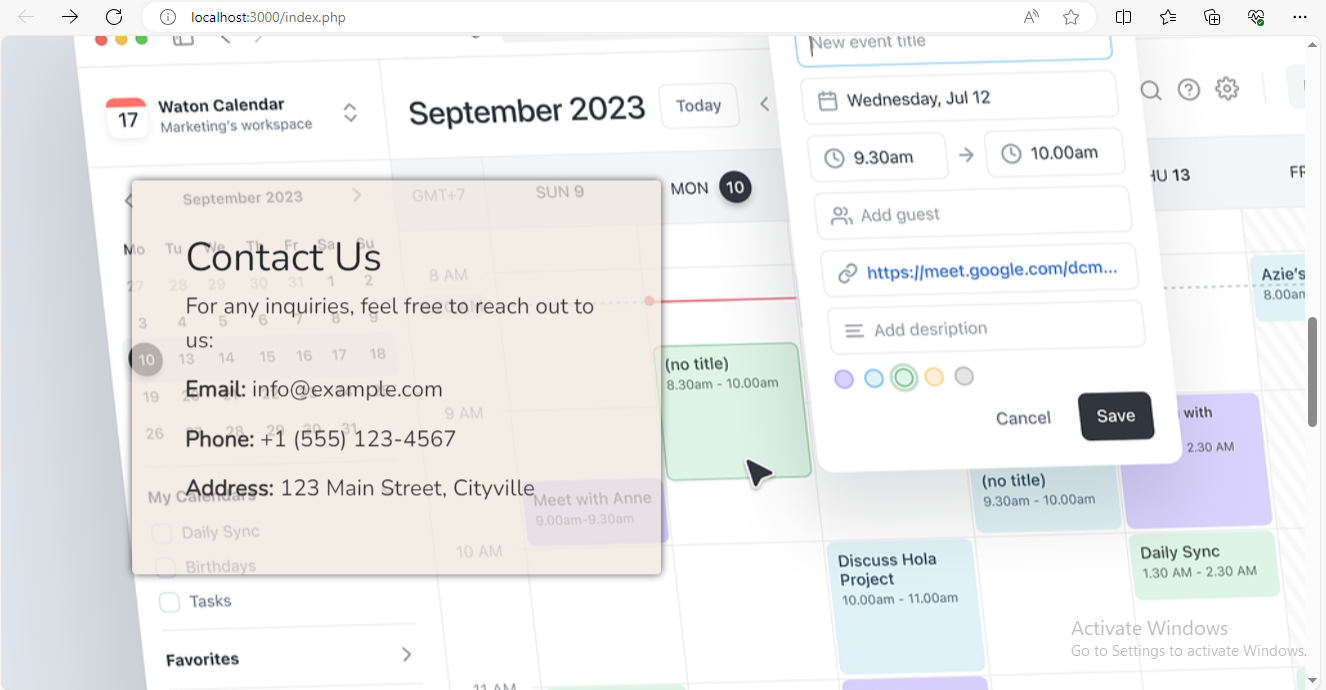 localhost:3000/index.php
New event title
Waton Calendar
Marketing's workspace
17
September 2023
Today
Wednesday, Jul 12
9.30am
10.00am
Add guest
https://meet.google.com/dcm...
Add desription
Cancel
Save
September 2023
GMT+7
SUN 9
MON 10
HU 13
FR
Mo Tu We Th Fr Sa Su
27 28 29 30 31 1 2
3 4 5 6 7 8 9
10 13 14 15 16 17 18
19
26 28 29 30 31
Contact Us
For any inquiries, feel free to reach out to
us:
Email: info@example.com
Phone: +1 (555) 123-4567
Address: 123 Main Street, Cityville
My Calendars
Daily Sync
Birthdays
Tasks
Favorites
8 AM
9 AM
10 AM
11 AM
(no title)
8.30am - 10.00am
Meet with Anne
9.00am-9.30am
Azie's
8.00am
with
2.30 AM
(no title)
9.30am - 10.00am
Discuss Hola
Project
10.00am - 11.00am
Daily Sync
1.30 AM - 2.30 AM
Activate Windows
Go to Settings to activate Windows.